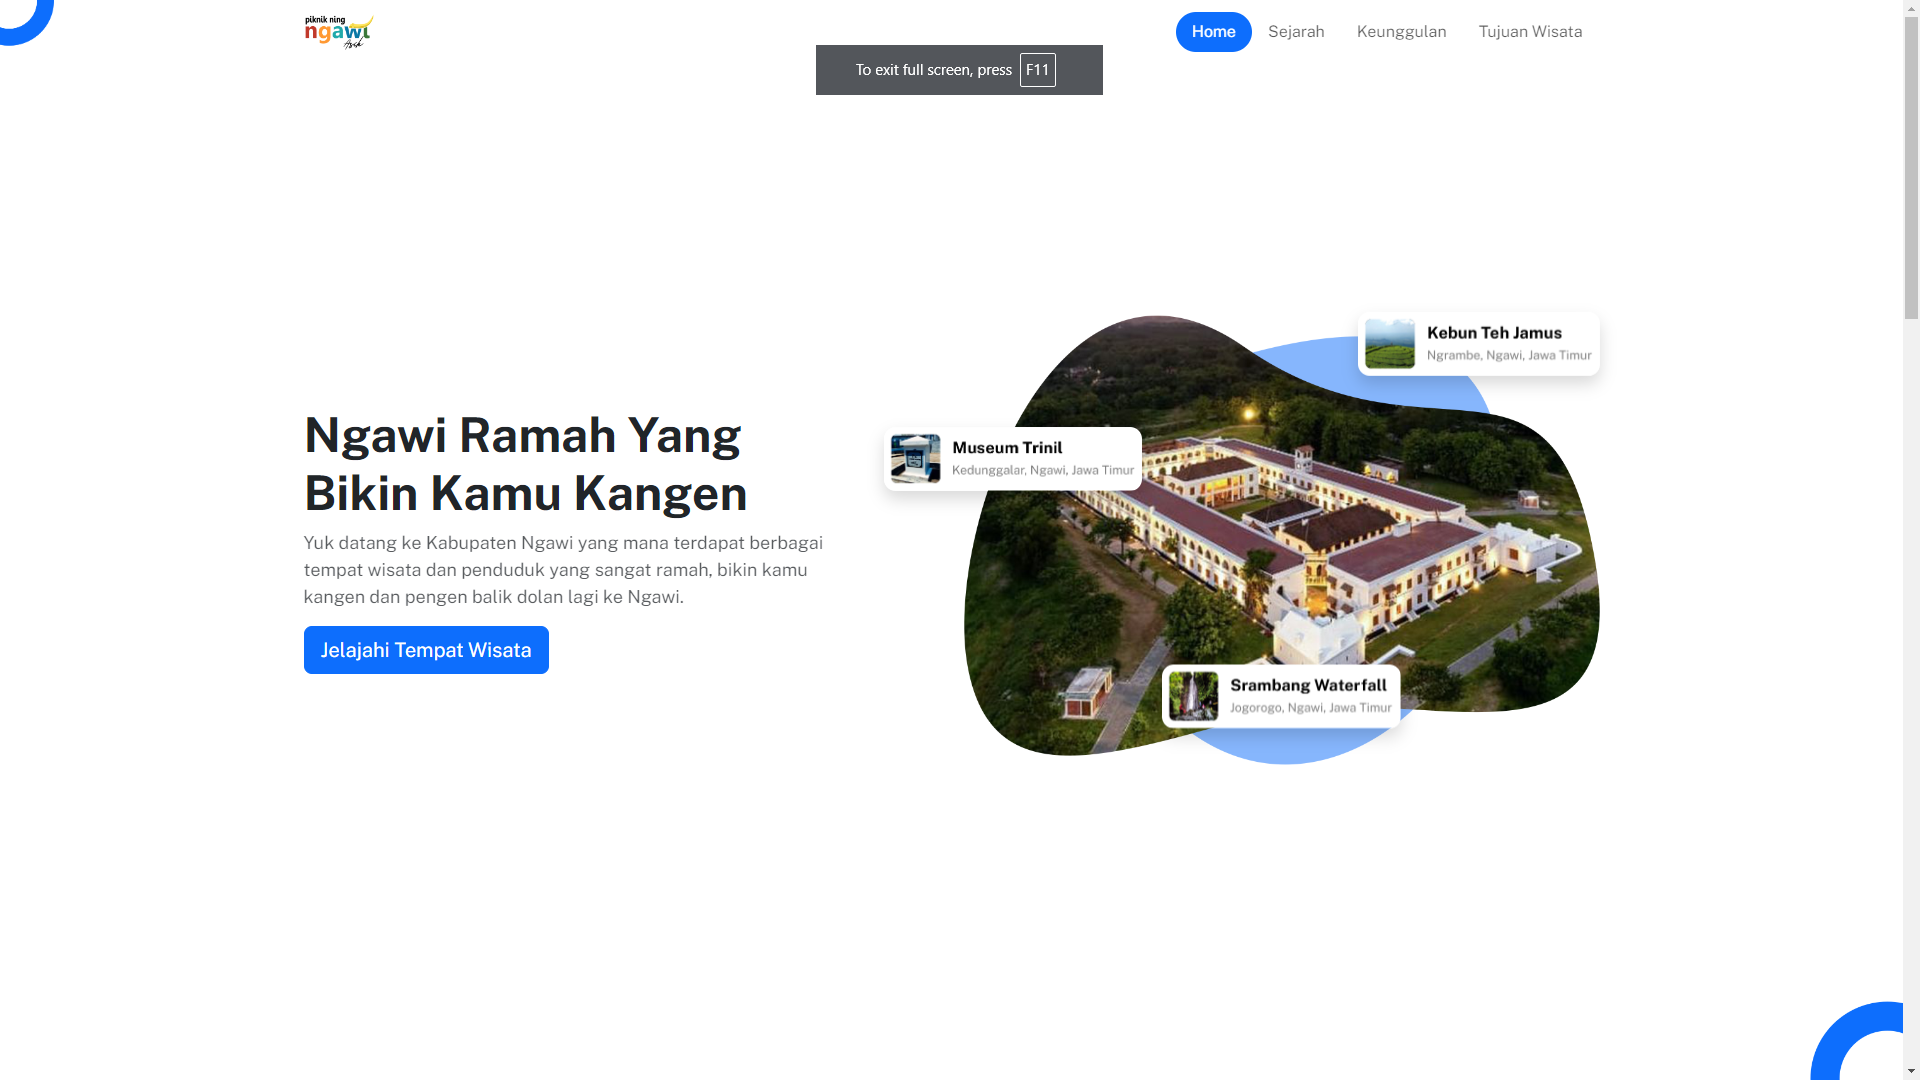 piknik ning
ngawi
Asik
Home
Sejarah
Keunggulan
Tujuan Wisata
To exit full screen, press F11
Kebun Teh Jamus
Ngrambe, Ngawi, Jawa Timur
Museum Trinil
Kedunggalar, Ngawi, Jawa Timur
Ngawi Ramah Yang
Bikin Kamu Kangen
Yuk datang ke Kabupaten Ngawi yang mana terdapat berbagai
tempat wisata dan penduduk yang sangat ramah, bikin kamu
kangen dan pengen balik dolan lagi ke Ngawi.
Jelajahi Tempat Wisata
Srambang Waterfall
Jogorogo, Ngawi, Jawa Timur